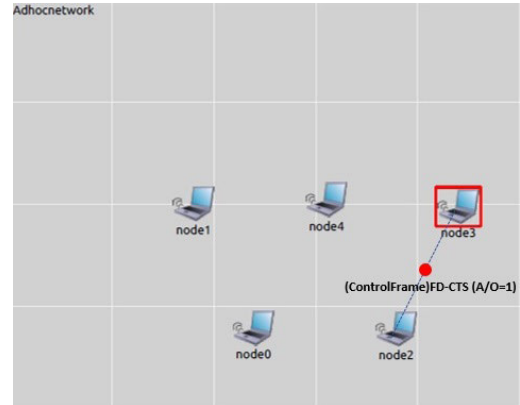 Adhocnetwork
node1
node4
node3
(ControlFrame)FD-CTS (A/O=1)
node0
node2